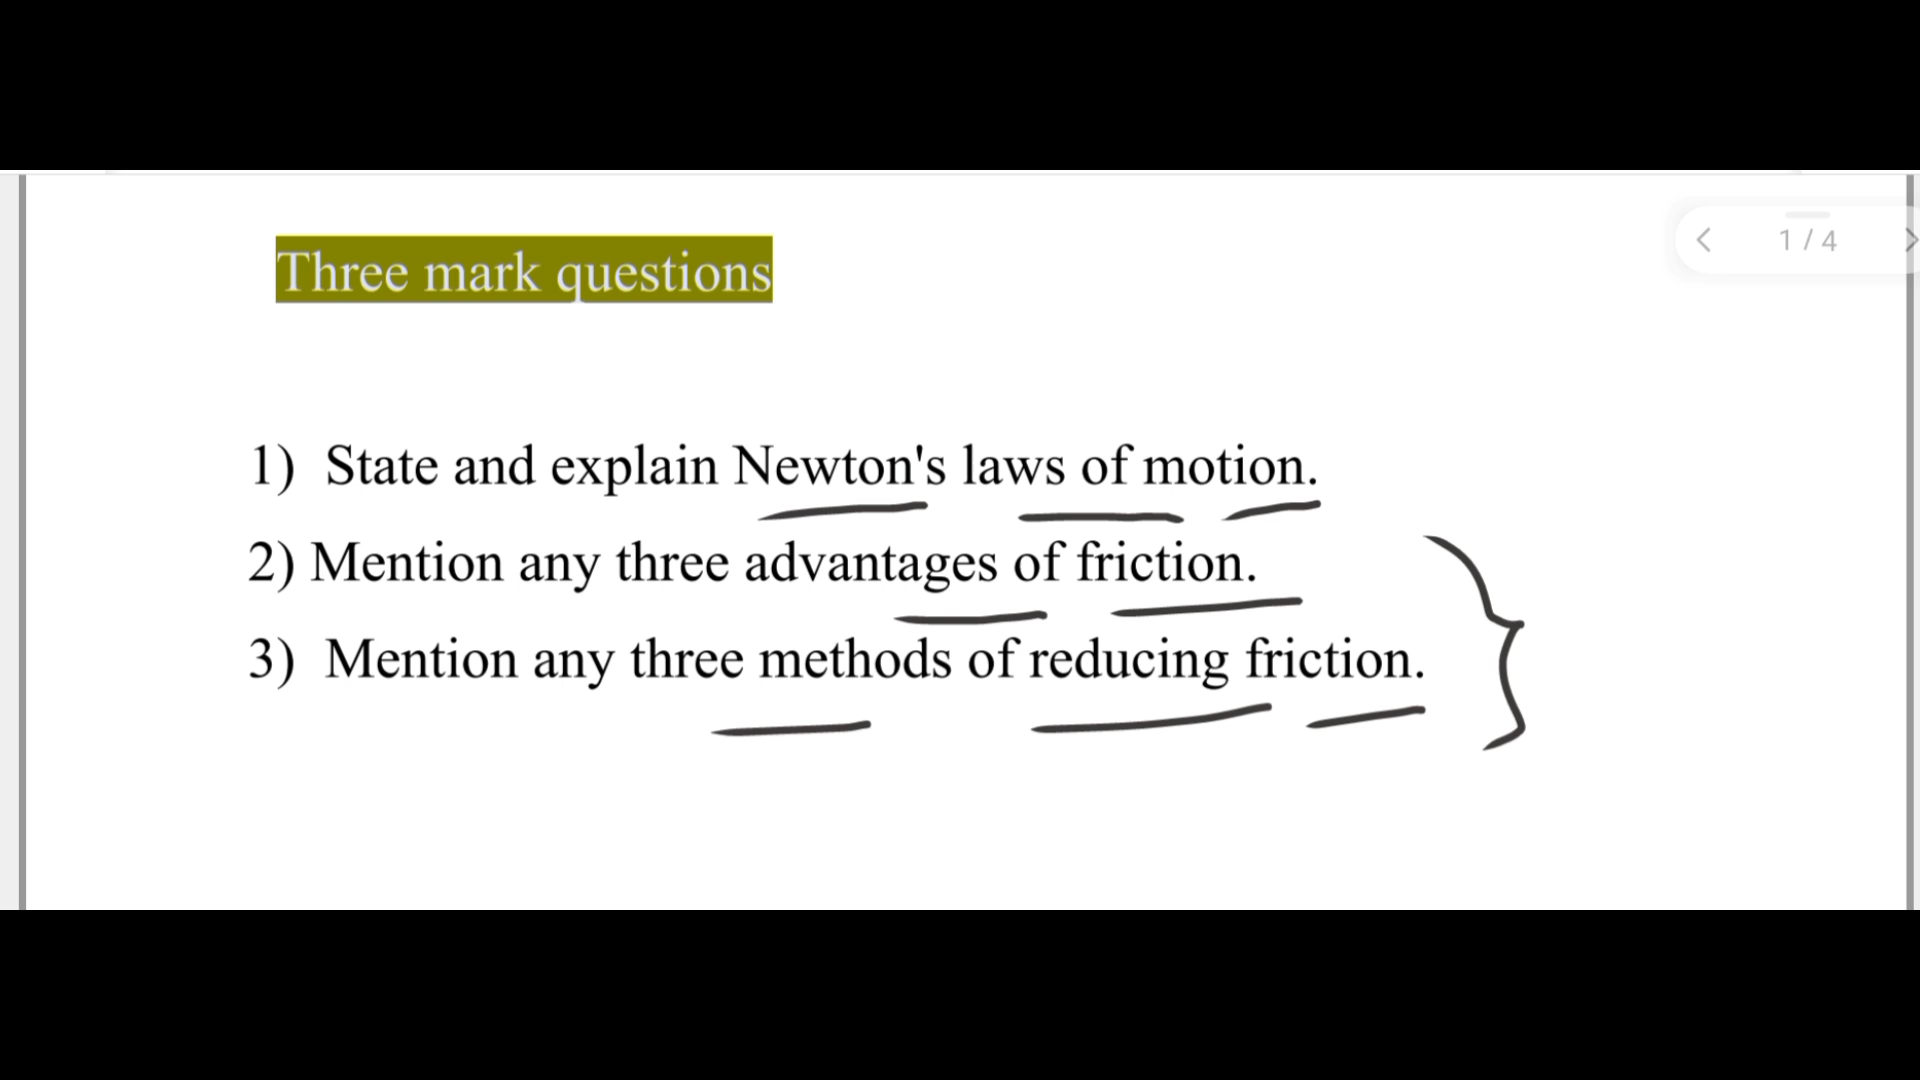 Three mark questions
1 / 4
1) State and explain Newton's laws of motion.
2) Mention any three advantages of friction.
3) Mention any three methods of reducing friction.